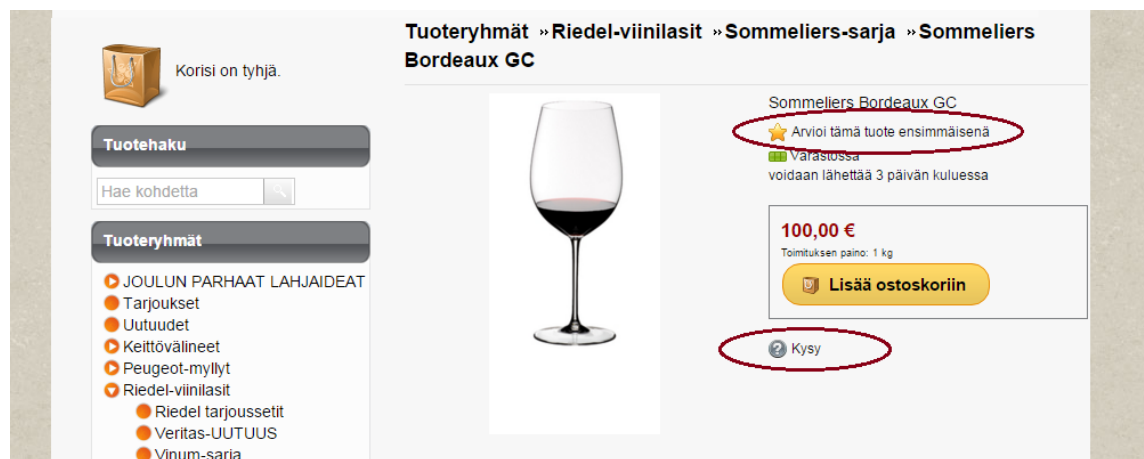 Korisi on tyhjä.
Tuotehaku
Hae kohdetta
Tuoteryhmät
JOULUN PARHAAT LAHJAIDEAT
Tarjoukset
Uutuudet
Keittövälineet
Peugeot-myllyt
Riedel-viinilasit
Riedel tarjoussetit
Veritas-UUTUUS
Vinum-sarja
Tuoteryhmät »Riedel-viinilasit »Sommeliers-sarja »Sommeliers
Bordeaux GC
Sommeliers Bordeaux GC
Arvioi tämä tuote ensimmäisenä
Varastossa
voidaan lähettää 3 päivän kuluessa
100,00 €
Toimituksen paino: 1 kg
Lisää ostoskoriin
Kysy